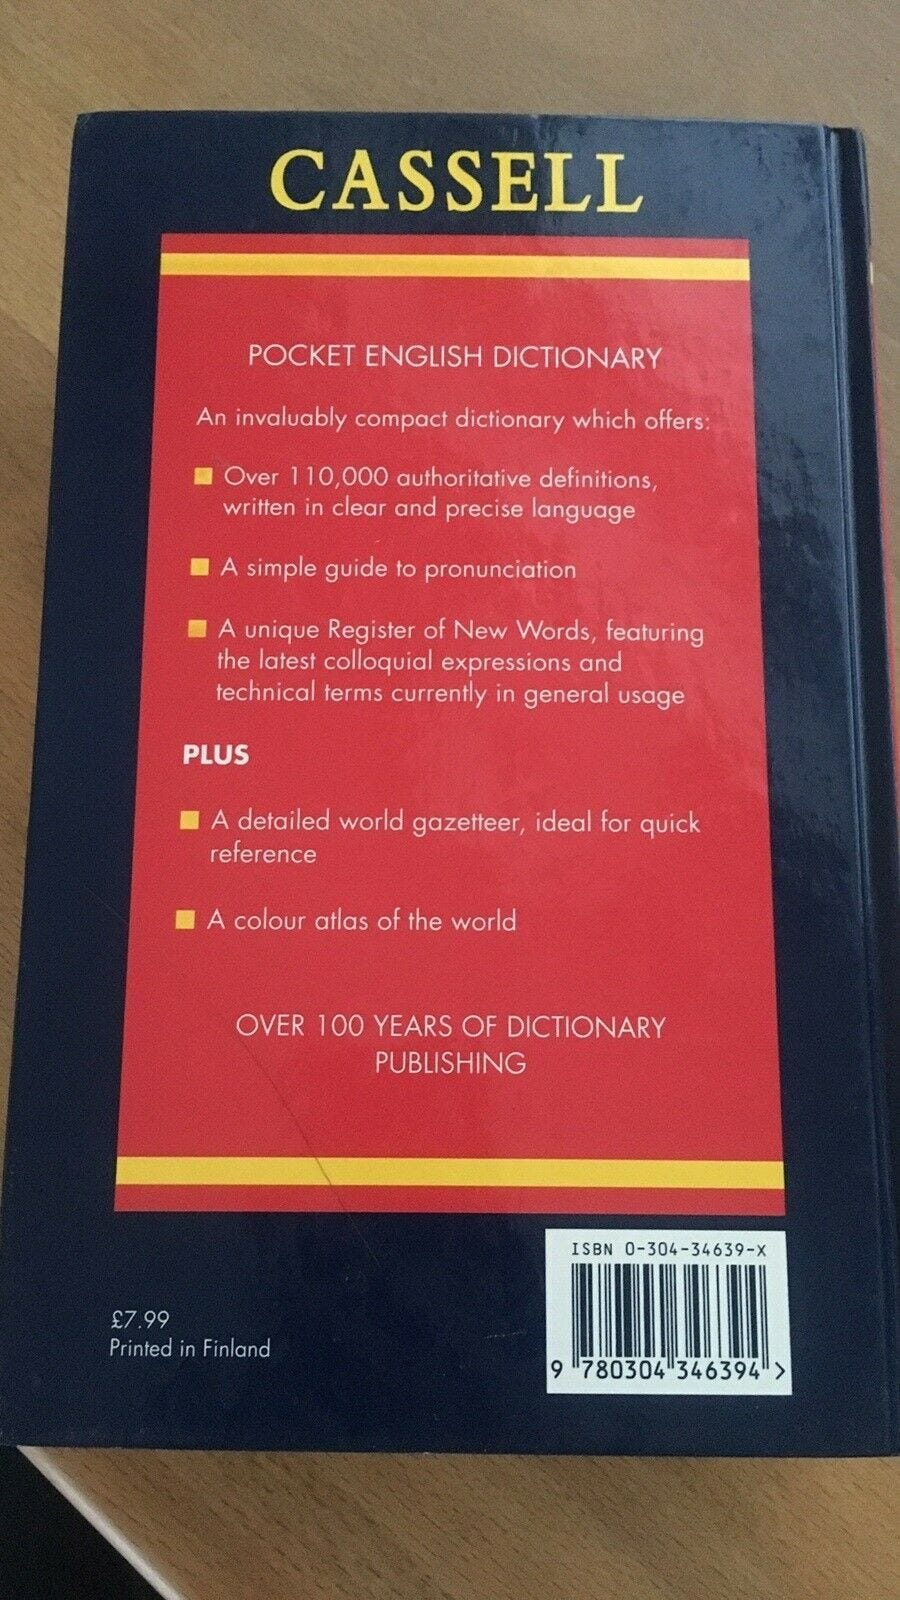 CASSELL
POCKET ENGLISH DICTIONARY
An invaluably compact dictionary which offers:
Over 110,000 authoritative definitions,
written in clear and precise language
A simple guide to pronunciation
A unique Register of New Words, featuring
the latest colloquial expressions and
technical terms currently in general usage
PLUS
A detailed world gazetteer, ideal for quick
reference
A colour atlas of the world
OVER 100 YEARS OF DICTIONARY
PUBLISHING
£7.99
Printed in Finland
ISBN 0-304-34639-X
9 780304 346394 >